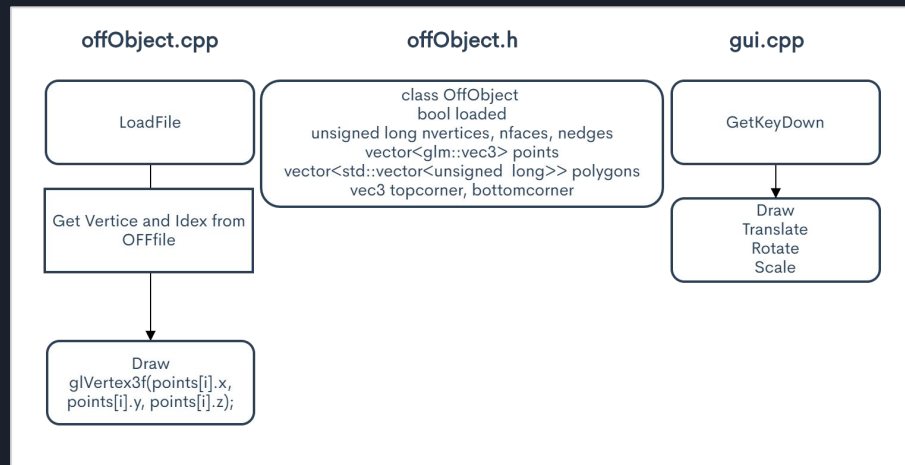 offObject.cpp
LoadFile
Get Vertice and Idex from
OFFfile
Draw
glVertex3f(points[i].x,
points[i].y, points[i].z);
offObject.h
class OffObject
bool loaded
unsigned long nvertices, nfaces, nedges
vector<glm::vec3> points
vector<std::vector<unsigned long>> polygons
vec3 topcorner, bottomcorner
gui.cpp
GetKeyDown
Draw
Translate
Rotate
Scale